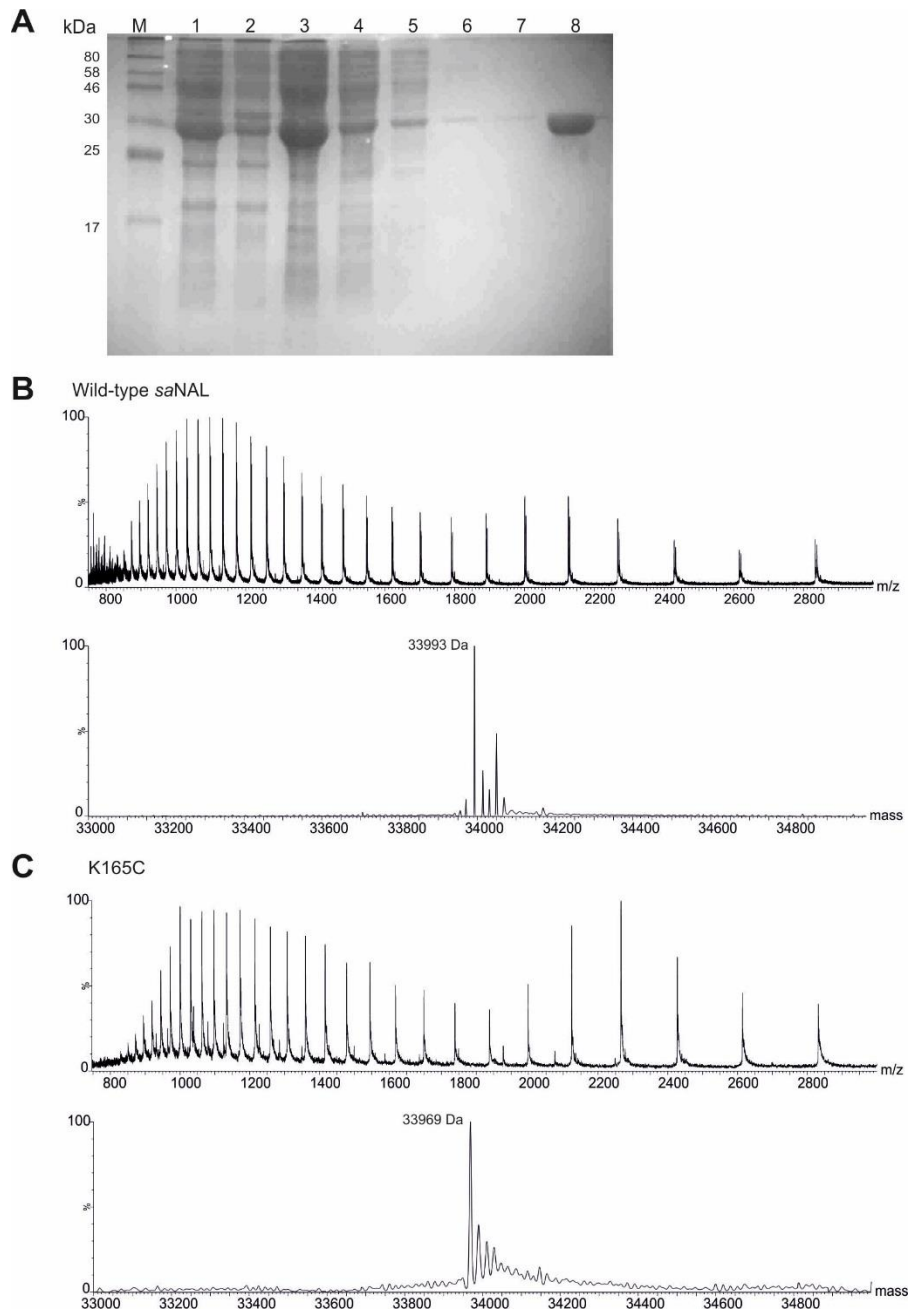 A kDa M 1 2 3 4 5 6 7 8
80
58
46
30
25
17
B Wild-type saNAL
100
%
0
800 1000 1200 1400 1600 1800 2000 2200 2400 2600 2800 m/z
100
33993 Da
%
0
33000 33200 33400 33600 33800 34000 34200 34400 34600 34800 mass
C K165C
100
%
0
800 1000 1200 1400 1600 1800 2000 2200 2400 2600 2800 m/z
100
33969 Da
%
0
33000 33200 33400 33600 33800 34000 34200 34400 34600 34800 mass